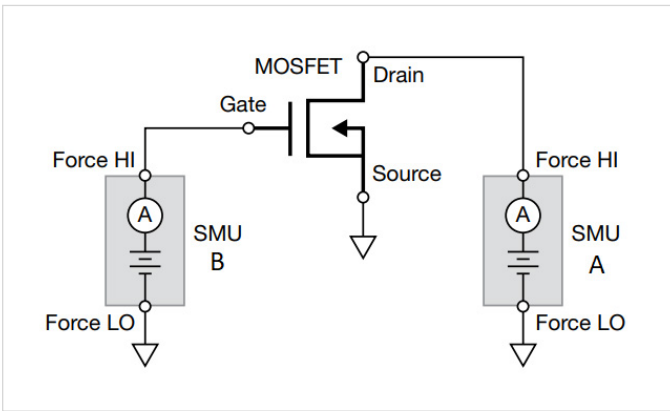 MOSFET
Drain
Gate
Force HI
Source
Force HI
A
SMU
B
A
SMU
A
Force LO
Force LO